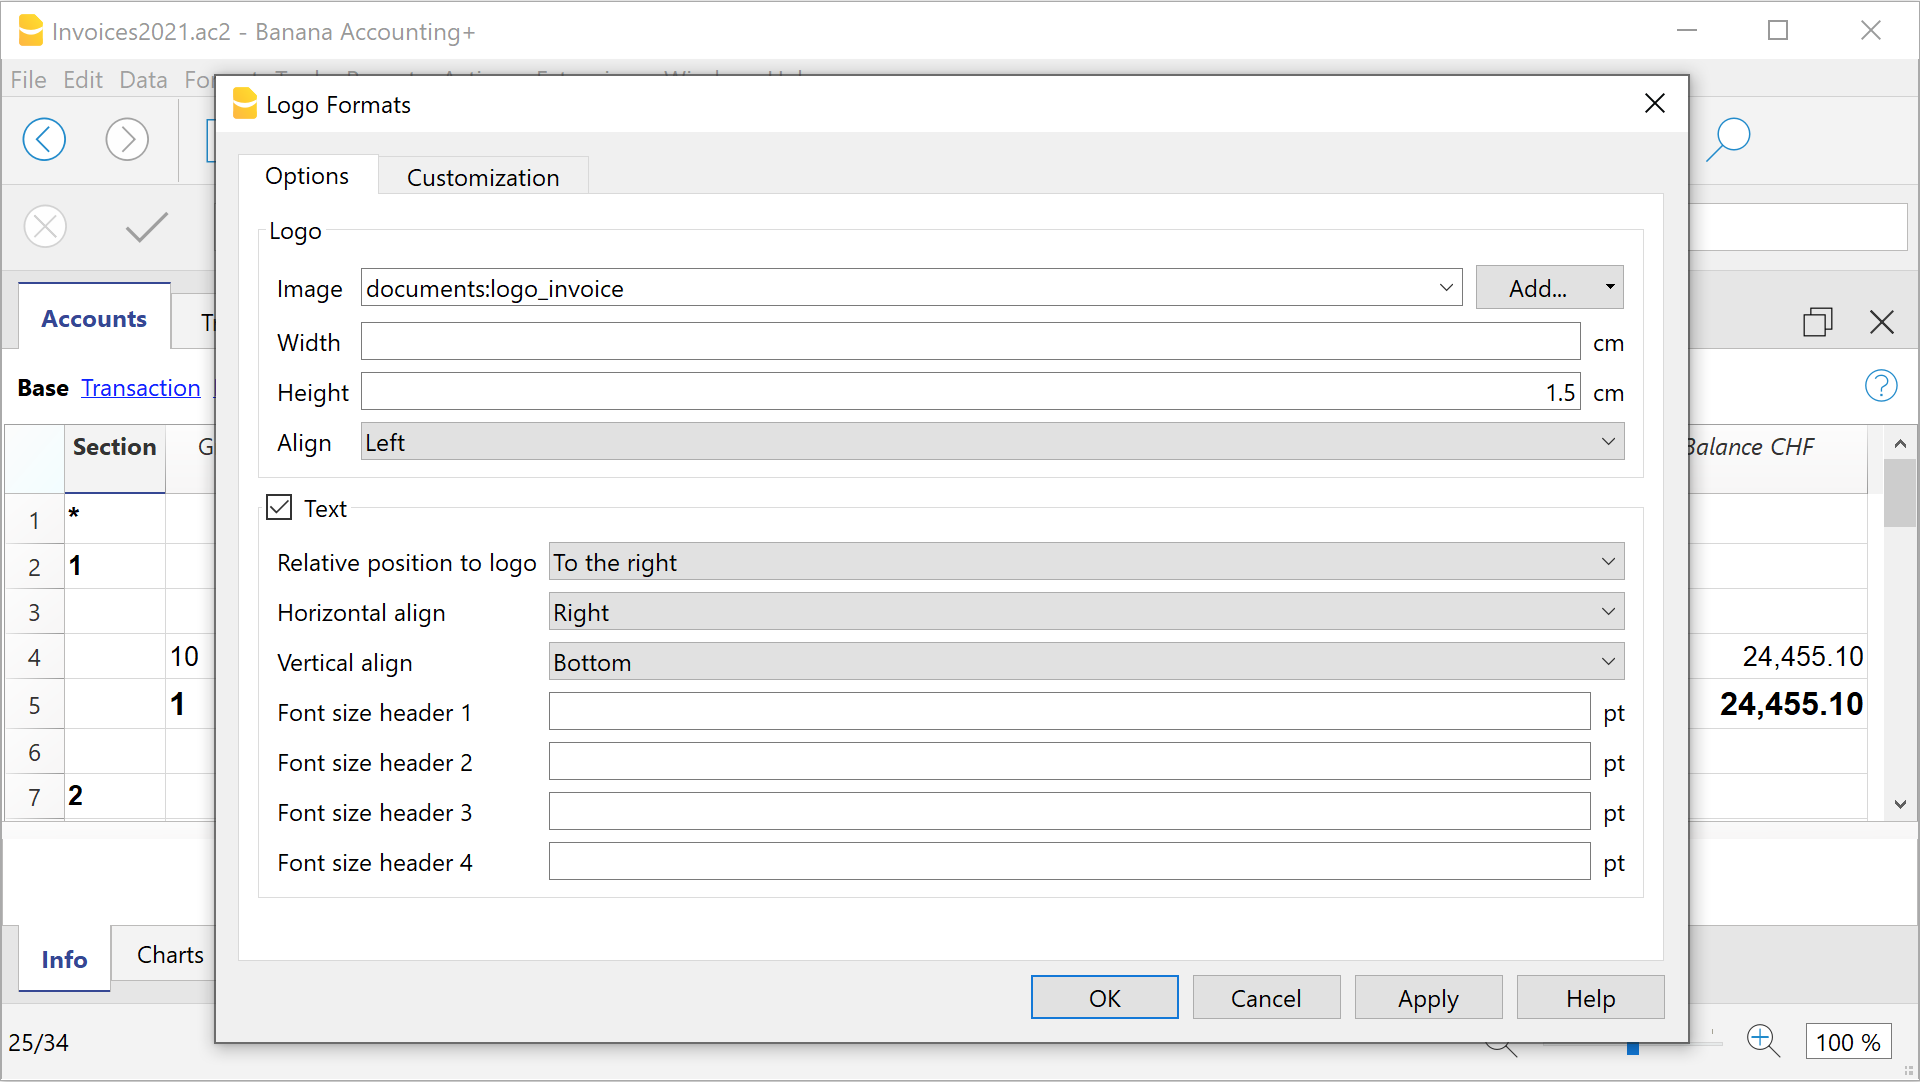 Invoices2021.ac2 - Banana Accounting+
File Edit Data
Logo Formats
Options Customization
Logo
Image documents:logo_invoice Add...
Width cm
Height 1.5 cm
Align Left
Text
Relative position to logo To the right
Horizontal align Right
Vertical align Bottom
Font size header 1 pt
Font size header 2 pt
Font size header 3 pt
Font size header 4 pt
OK Cancel Apply Help
Accounts
Base Transaction
Section G Balance CHF
1 *
2 1
3
4 10 24,455.10
5 1 24,455.10
6
7 2
Info Charts
25/34 100 %